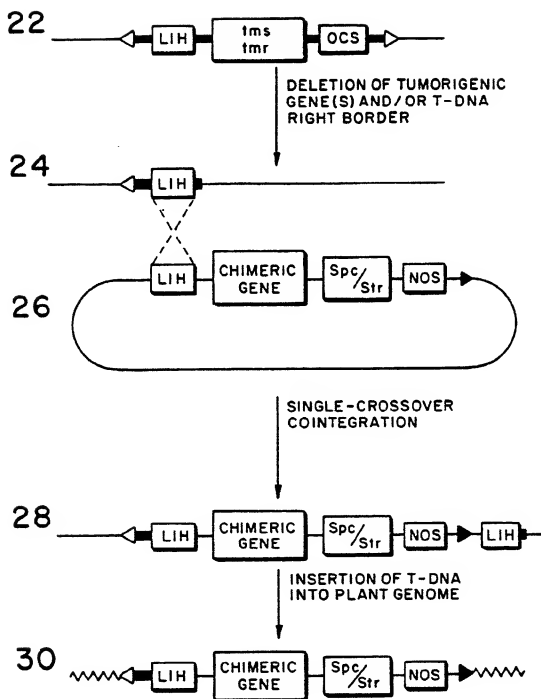 22
LIH
tms
tmr
OCS
DELETION OF TUMORIGENIC
GENE(S) AND/OR T-DNA
RIGHT BORDER
24
LIH
26
LIH
CHIMERIC
GENE
Spc/
Str
NOS
SINGLE-CROSSOVER
COINTEGRATION
28
LIH
CHIMERIC
GENE
Spc/
Str
NOS
LIH
INSERTION OF T-DNA
INTO PLANT GENOME
30
LIH
CHIMERIC
GENE
Spc/
Str
NOS